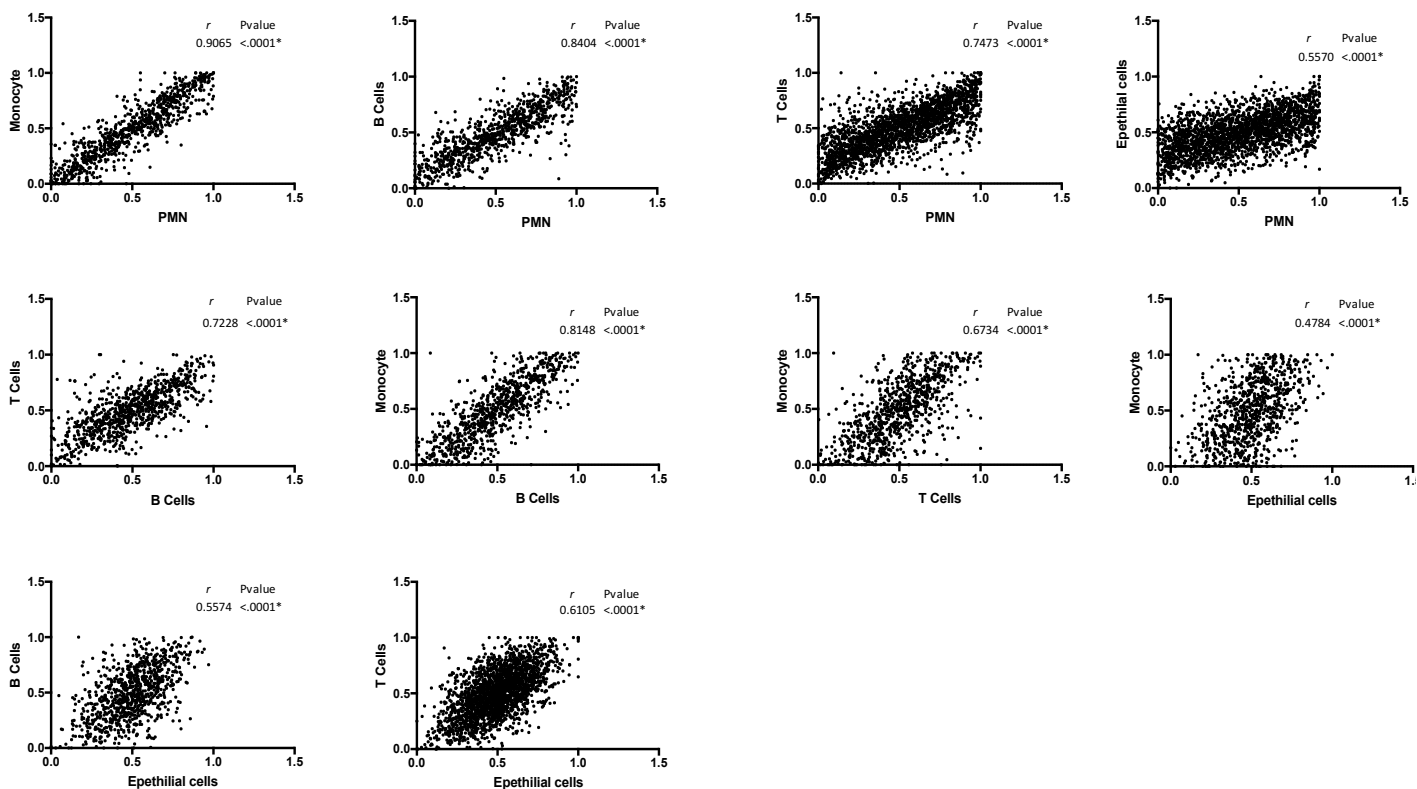 r Pvalue
0.9065 <.0001*
Monocyte
1.5
1.0
0.5
0.0
0.0 0.5 1.0 1.5
PMN
r Pvalue
0.8404 <.0001*
B Cells
1.5
1.0
0.5
0.0
0.0 0.5 1.0 1.5
PMN
r Pvalue
0.7473 <.0001*
T Cells
1.5
1.0
0.5
0.0
0.0 0.5 1.0 1.5
PMN
r Pvalue
0.5570 <.0001*
Epethilial cells
1.5
1.0
0.5
0.0
0.0 0.5 1.0 1.5
PMN
r Pvalue
0.7228 <.0001*
T Cells
1.5
1.0
0.5
0.0
0.0 0.5 1.0 1.5
B Cells
r Pvalue
0.8148 <.0001*
Monocyte
1.5
1.0
0.5
0.0
0.0 0.5 1.0 1.5
B Cells
r Pvalue
0.6734 <.0001*
Monocyte
1.5
1.0
0.5
0.0
0.0 0.5 1.0 1.5
T Cells
r Pvalue
0.4784 <.0001*
Monocyte
1.5
1.0
0.5
0.0
0.0 0.5 1.0 1.5
Epethilial cells
r Pvalue
0.5574 <.0001*
B Cells
1.5
1.0
0.5
0.0
0.0 0.5 1.0 1.5
Epethilial cells
r Pvalue
0.6105 <.0001*
T Cells
1.5
1.0
0.5
0.0
0.0 0.5 1.0 1.5
Epethilial cells